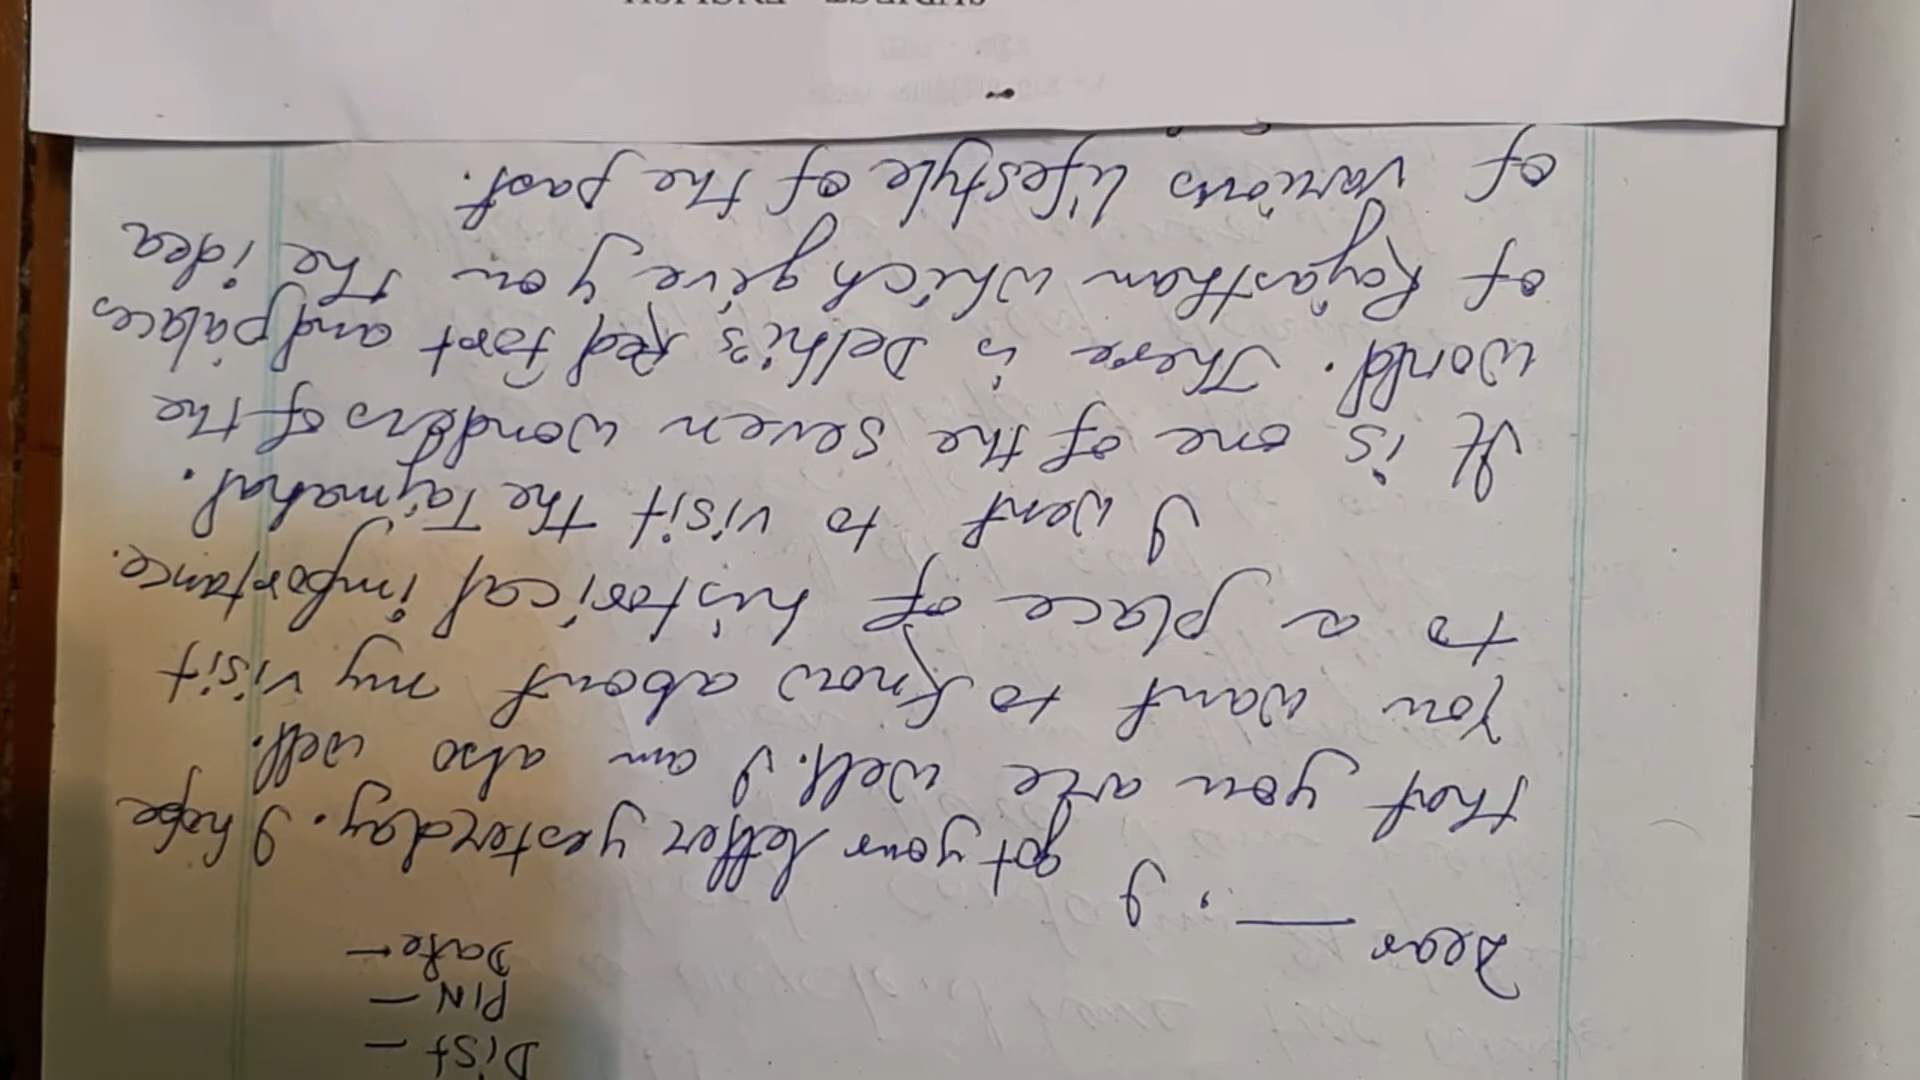 Dist -
PIN -
Date -
Dear ___, I got your letter yesterday. I hope
that you are well. I am also well.
You want to know about my visit
to a place of historical importance.
I went to visit the Tajmahal.
It is one of the seven wonders of the
world. There is Delhi's Red fort and palaces
of Rajasthan which give you the idea
of various lifestyle of the past.
SUBJECT - ENGLISH